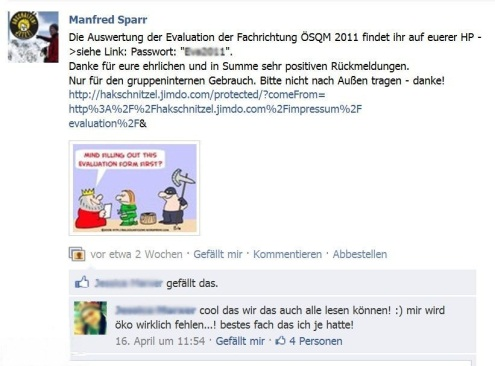 Manfred Sparr
Die Auswertung der Evaluation der Fachrichtung ÖSQM 2011 findet ihr auf euerer HP -
>siehe Link: Passwort: "          ".
Danke für eure ehrlichen und in Summe sehr positiven Rückmeldungen.
Nur für den gruppeninternen Gebrauch. Bitte nicht nach Außen tragen - danke!
http://hakschnitzel.jimdo.com/protected/?comeFrom=
http%3A%2F%2Fhakschnitzel.jimdo.com%2Fimpressum%2F
evaluation%2F&
MIND FILLING OUT THIS
EVALUATION FORM FIRST?
vor etwa 2 Wochen · Gefällt mir · Kommentieren · Abbestellen
gefällt das.
cool das wir das auch alle lesen können! :) mir wird
öko wirklich fehlen...! bestes fach das ich je hatte!
16. April um 11:54 · Gefällt mir · 4 Personen